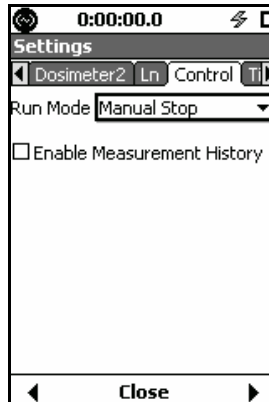 0:00:00.0
Settings
Dosimeter2 Ln Control
Run Mode Manual Stop
Enable Measurement History
Close